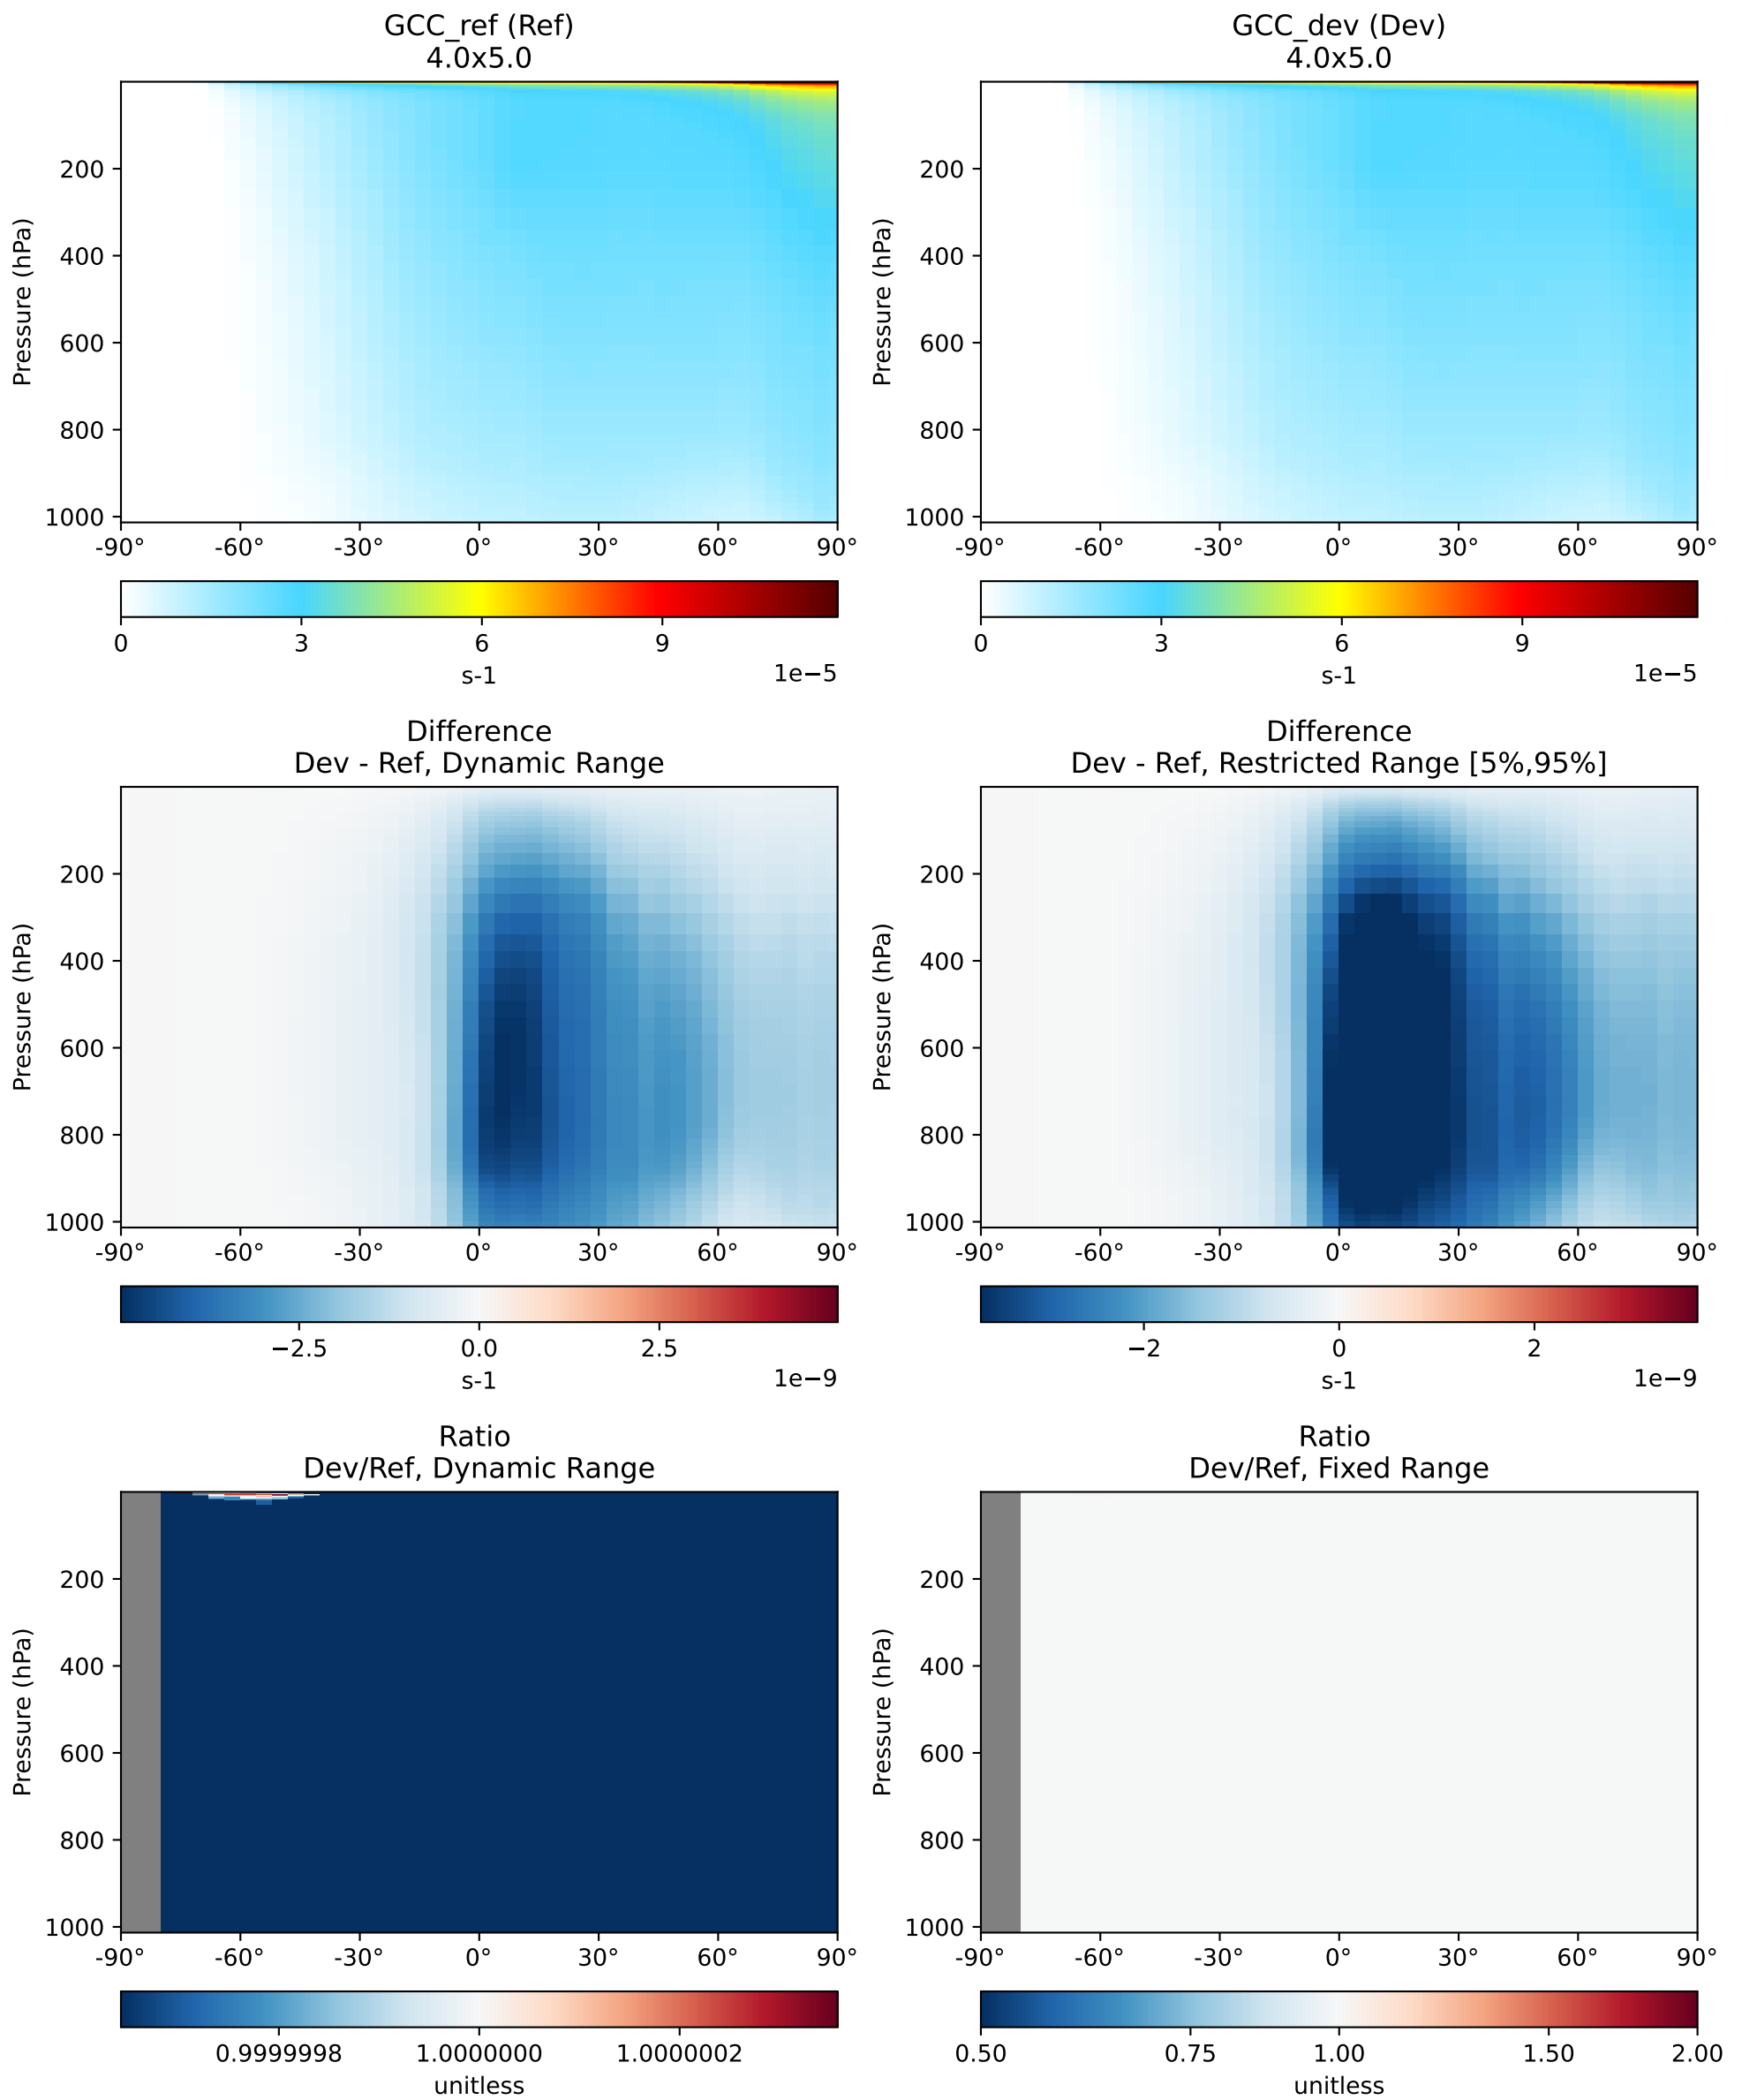 GCC_ref (Ref)
4.0x5.0
GCC_dev (Dev)
4.0x5.0
Pressure (hPa)
200
400
600
800
1000
-90° -60° -30° 0° 30° 60° 90°
0 3 6 9
s-1
1e−5
Pressure (hPa)
200
400
600
800
1000
-90° -60° -30° 0° 30° 60° 90°
0 3 6 9
s-1
1e−5
Difference
Dev - Ref, Dynamic Range
Difference
Dev - Ref, Restricted Range [5%,95%]
Pressure (hPa)
200
400
600
800
1000
-90° -60° -30° 0° 30° 60° 90°
−2.5 0.0 2.5
s-1
1e−9
Pressure (hPa)
200
400
600
800
1000
-90° -60° -30° 0° 30° 60° 90°
−2 0 2
s-1
1e−9
Ratio
Dev/Ref, Dynamic Range
Ratio
Dev/Ref, Fixed Range
Pressure (hPa)
200
400
600
800
1000
-90° -60° -30° 0° 30° 60° 90°
0.9999998 1.0000000 1.0000002
unitless
Pressure (hPa)
200
400
600
800
1000
-90° -60° -30° 0° 30° 60° 90°
0.50 0.75 1.00 1.50 2.00
unitless